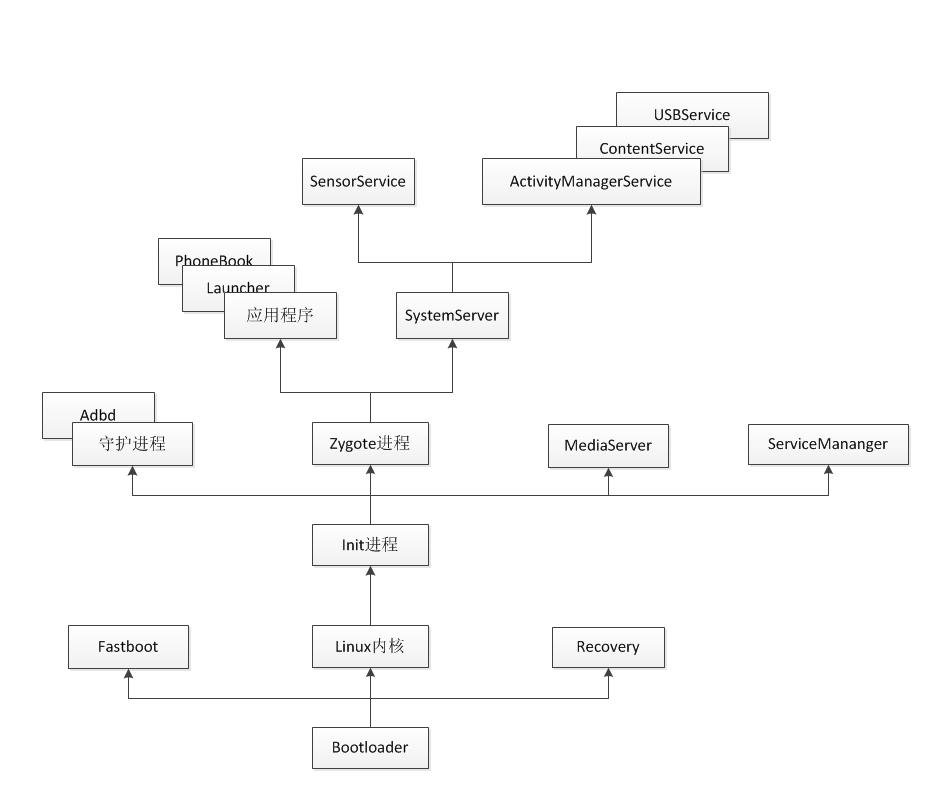 USBService
ContentService
SensorService
ActivityManagerService
PhoneBook
Launcher
应用程序
SystemServer
Adbd
守护进程
Zygote进程
MediaServer
ServiceMananger
Init进程
Fastboot
Linux内核
Recovery
Bootloader